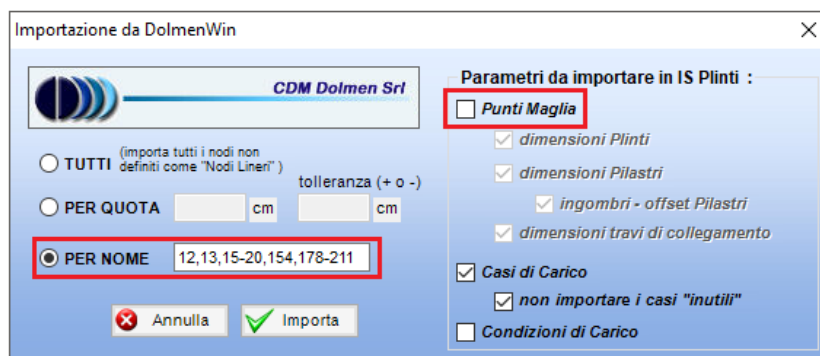 Importazione da DolmenWin
CDM Dolmen Srl
TUTTI (importa tutti i nodi non
definiti come "Nodi Lineri" )
tolleranza (+ o -)
PER QUOTA cm cm
PER NOME 12,13,15-20,154,178-211
Annulla Importa
Parametri da importare in IS Plinti :
Punti Maglia
dimensioni Plinti
dimensioni Pilastri
ingombri - offset Pilastri
dimensioni travi di collegamento
Casi di Carico
non importare i casi "inutili"
Condizioni di Carico